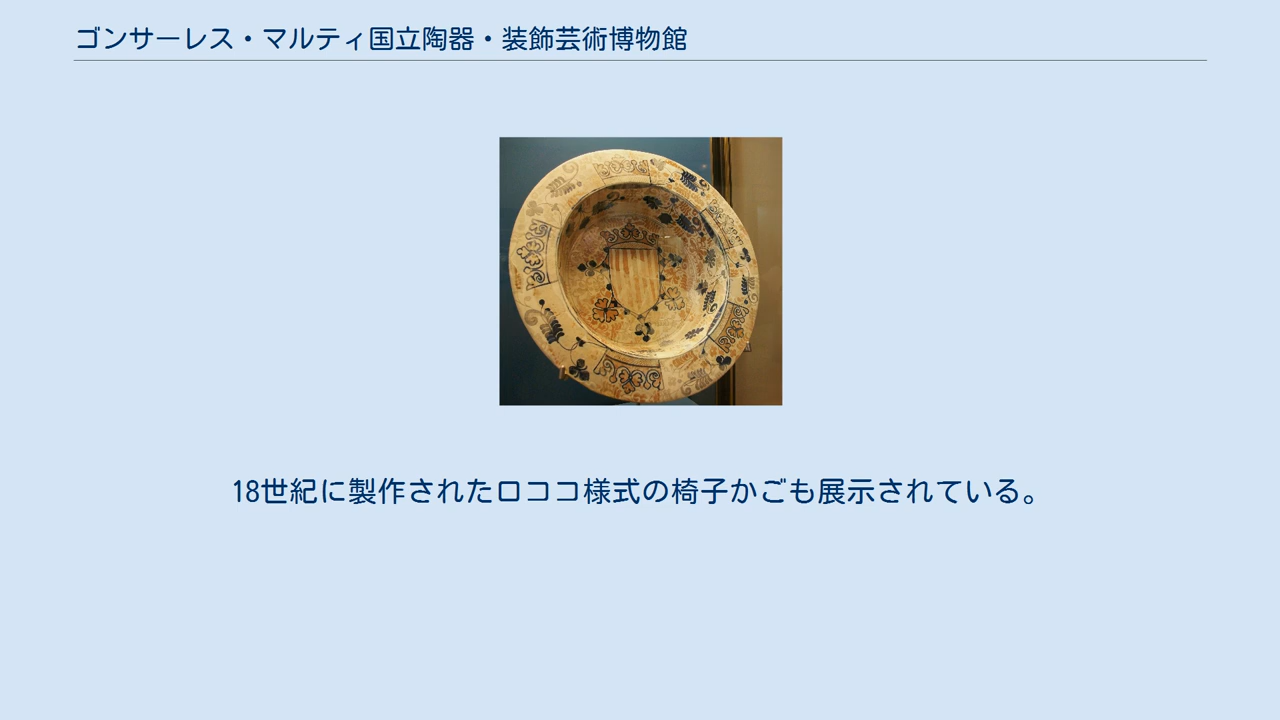 ゴンサーレス・マルティ国立陶器・装飾芸術博物館
18世紀に製作されたロココ様式の椅子かごも展示されている。